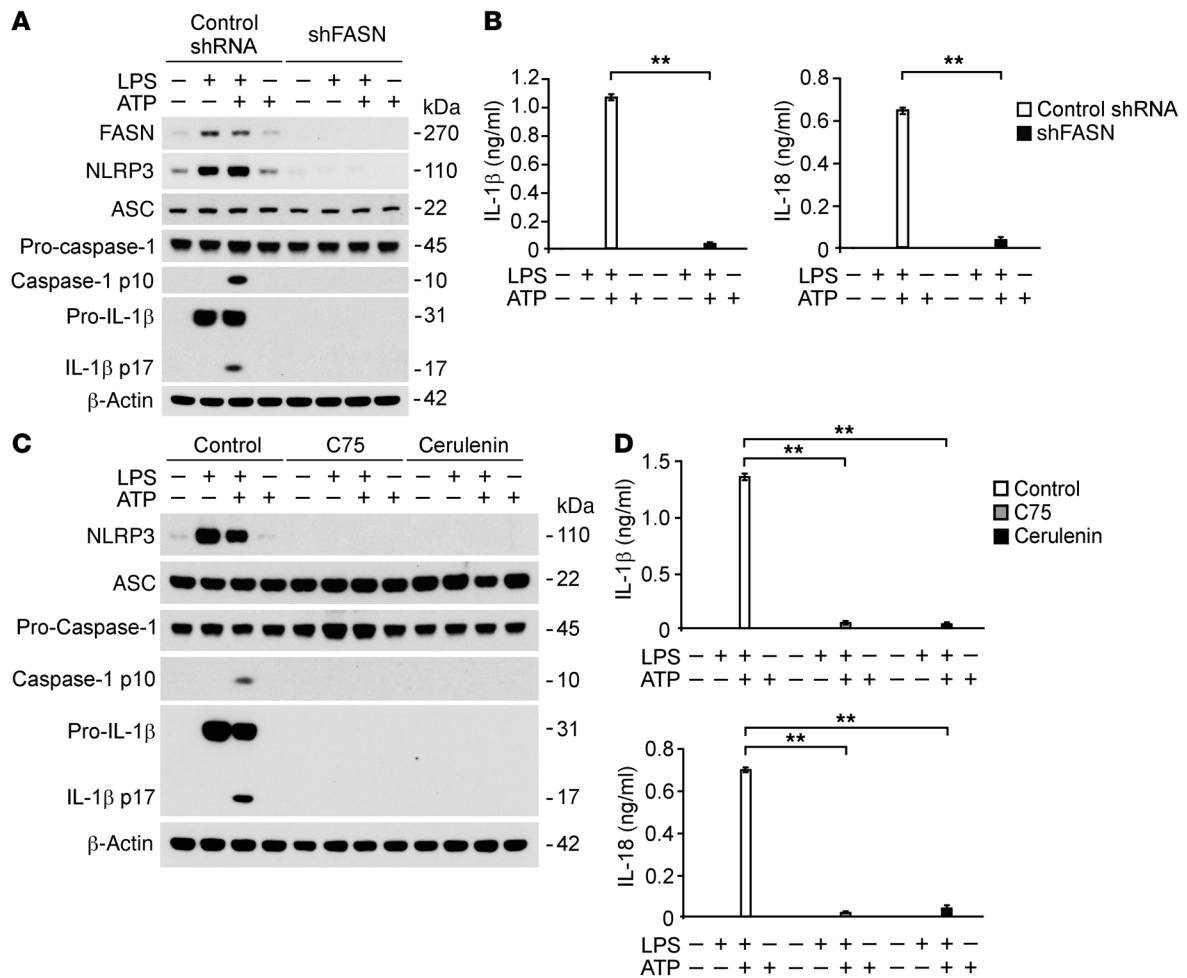 A
Control shRNA
shFASN
LPS − + + − − + + −
ATP − − + + − − + +
kDa
FASN -270
NLRP3 -110
ASC -22
Pro-caspase-1 -45
Caspase-1 p10 -10
Pro-IL-1β -31
IL-1β p17 -17
β-Actin -42
B
**
1.2
1.0
0.8
0.6
0.4
0.2
0
IL-1β (ng/ml)
LPS − + + − − + + −
ATP − − + + − − + +
**
0.8
0.6
0.4
0.2
0
IL-18 (ng/ml)
LPS − + + − − + + −
ATP − − + + − − + +
Control shRNA
shFASN
C
Control C75 Cerulenin
LPS − + + − − + + − − + + −
ATP − − + + − − + + − − + +
kDa
NLRP3 -110
ASC -22
Pro-Caspase-1 -45
Caspase-1 p10 -10
Pro-IL-1β -31
IL-1β p17 -17
β-Actin -42
D
**
**
1.5
1.0
0.5
0
IL-1β (ng/ml)
LPS − + + − − + + − − + + −
ATP − − + + − − + + − − + +
Control
C75
Cerulenin
**
**
0.8
0.6
0.4
0.2
0
IL-18 (ng/ml)
LPS − + + − − + + − − + + −
ATP − − + + − − + + − − + +